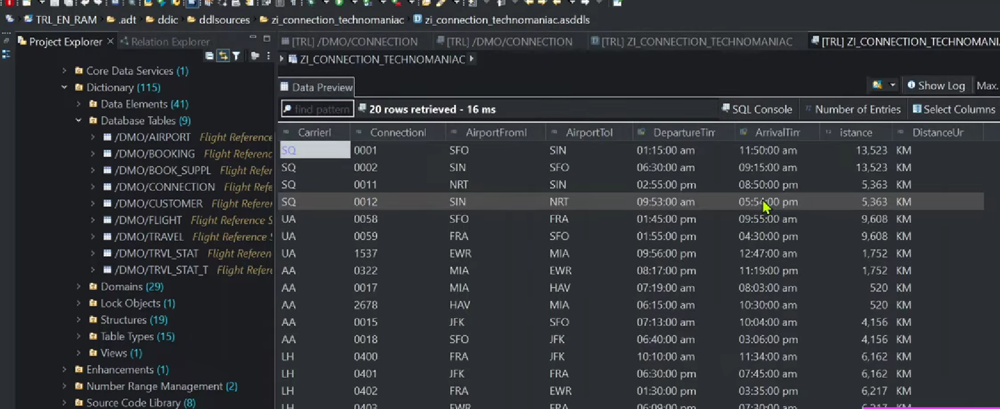 TRL_EN_RAM .adt ddic ddlsources zi_connection_technomaniac zi_connection_technomaniac.asddls
Project Explorer Relation Explorer
[TRL] /DMO/CONNECTION [TRL] /DMO/CONNECTION [TRL] ZI_CONNECTION_TECHNOMANIAC [TRL] ZI_CONNECTION_TECHNOMANI
ZI_CONNECTION_TECHNOMANIAC
Core Data Services (1)
Dictionary (115)
Data Elements (41)
Database Tables (9)
/DMO/AIRPORT Flight Reference
/DMO/BOOKING Flight Referenc
/DMO/BOOK_SUPPL Flight Refer
/DMO/CONNECTION Flight Ref
/DMO/CUSTOMER Flight Refer
/DMO/FLIGHT Flight Reference S
/DMO/TRAVEL Flight Reference S
/DMO/TRVL_STAT Flight Referen
/DMO/TRVL_STAT_T Flight Refere
Domains (29)
Lock Objects (1)
Structures (19)
Table Types (15)
Views (1)
Enhancements (1)
Number Range Management (2)
Source Code Library (8)
Data Preview Show Log Max.
find pattern 20 rows retrieved - 16 ms SQL Console Number of Entries Select Columns
CarrierI ConnectionI AirportFromI AirportToI DepartureTim ArrivalTim istance DistanceUr
SQ 0001 SFO SIN 01:15:00 am 11:50:00 am 13,523 KM
SQ 0002 SIN SFO 06:30:00 am 09:15:00 am 13,523 KM
SQ 0011 NRT SIN 02:55:00 pm 08:50:00 pm 5,363 KM
SQ 0012 SIN NRT 09:53:00 am 05:54:00 pm 5,363 KM
UA 0058 SFO FRA 01:45:00 pm 09:55:00 am 9,608 KM
UA 0059 FRA SFO 01:55:00 pm 04:30:00 pm 9,608 KM
UA 1537 EWR MIA 09:56:00 pm 12:47:00 am 1,752 KM
AA 0322 MIA EWR 08:17:00 pm 11:19:00 pm 1,752 KM
AA 0017 MIA HAV 07:19:00 am 08:03:00 am 520 KM
AA 2678 HAV MIA 06:15:00 am 10:30:00 am 520 KM
AA 0015 JFK SFO 07:13:00 am 10:04:00 am 4,156 KM
AA 0018 SFO JFK 06:40:00 am 03:06:00 pm 4,156 KM
LH 0400 FRA JFK 10:10:00 am 11:34:00 am 6,162 KM
LH 0401 JFK FRA 06:30:00 pm 07:45:00 am 6,162 KM
LH 0402 FRA EWR 01:30:00 pm 03:35:00 pm 6,217 KM
LH 0403 EWR FRA 06:09:00 pm 07:30:00 am 6,217 KM